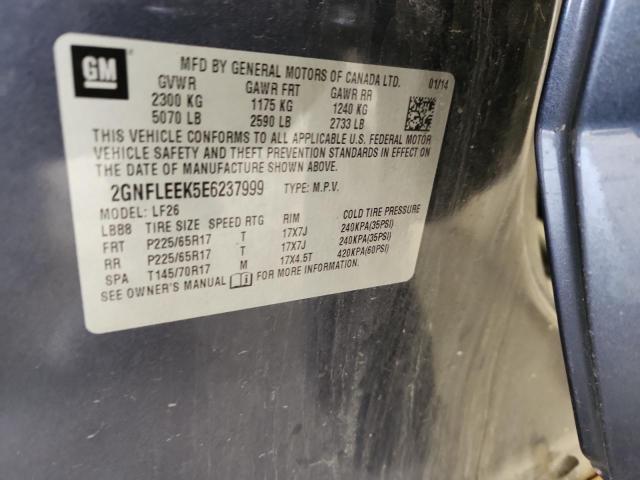 GM
MFD BY GENERAL MOTORS OF CANADA LTD.
01/14
GVWR GAWR FRT GAWR RR
2300 KG 1175 KG 1240 KG
5070 LB 2590 LB 2733 LB
THIS VEHICLE CONFORMS TO ALL APPLICABLE U.S. FEDERAL MOTOR
VEHICLE SAFETY AND THEFT PREVENTION STANDARDS IN EFFECT ON
THE DATE OF MANUFACTURE SHOWN ABOVE.
2GNFLEEK5E6237999 TYPE: M.P.V.
MODEL: LF26
LBBB TIRE SIZE SPEED RTG RIM COLD TIRE PRESSURE
FRT P225/65R17 T 17X7J 240KPA(35PSI)
RR P225/65R17 T 17X7J 240KPA(35PSI)
SPA T145/70R17 M 17X4.5T 420KPA(60PSI)
SEE OWNER'S MANUAL FOR MORE INFORMATION.